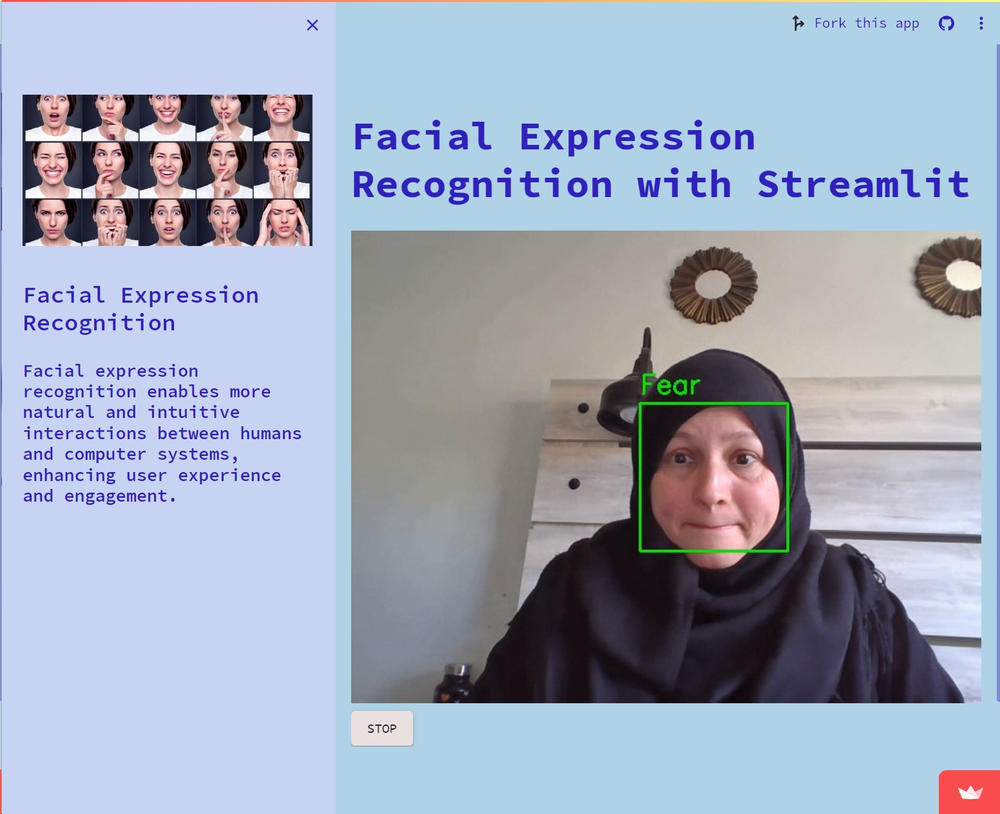 Fork this app
Facial Expression
Recognition with Streamlit
Facial Expression
Recognition
Facial expression
recognition enables more
natural and intuitive
interactions between humans
and computer systems,
enhancing user experience
and engagement.
Fear
STOP